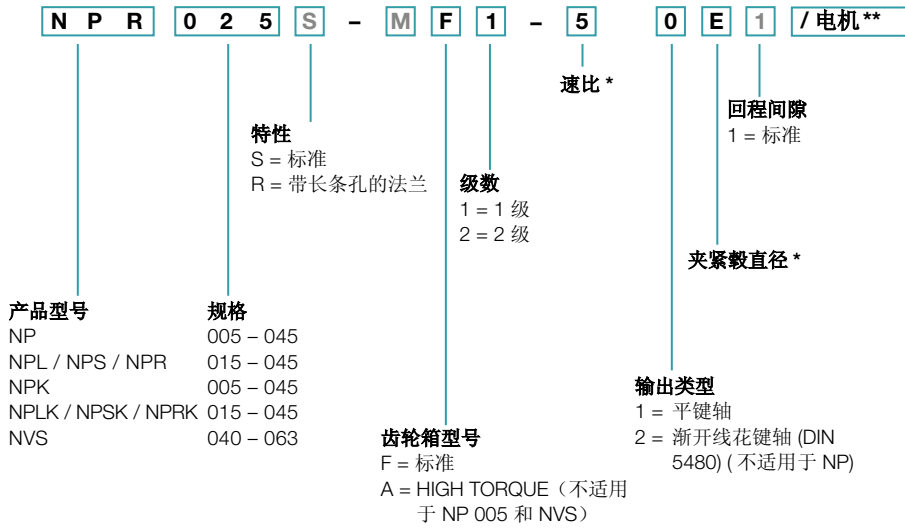 N P R 0 2 5 S – M F 1 – 5 0 E 1 / 电机**
速比 *
回程间隙
1 = 标准
特性
S = 标准
R = 带长条孔的法兰
级数
1 = 1 级
2 = 2 级
夹紧毂直径 *
产品型号 规格
NP 005 – 045
NPL / NPS / NPR 015 – 045
NPK 005 – 045
NPLK / NPSK / NPRK 015 – 045
NVS 040 – 063
齿轮箱型号
F = 标准
A = HIGH TORQUE（不适用
于 NP 005 和 NVS）
输出类型
1 = 平键轴
2 = 渐开线花键轴 (DIN
5480) ( 不适用于 NP)